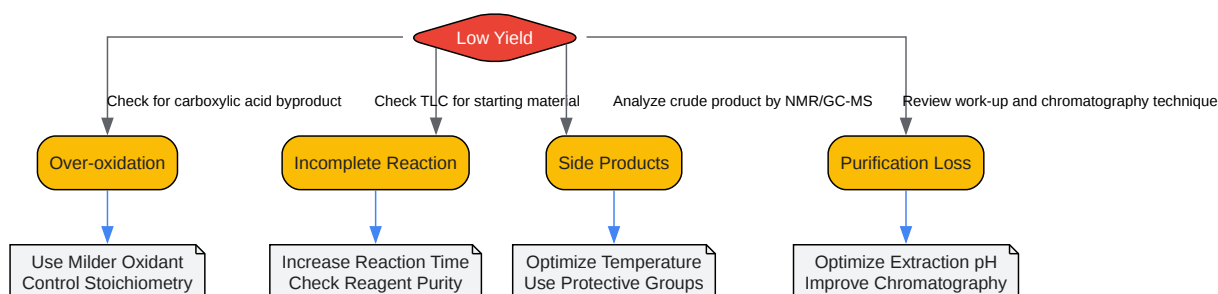 Low Yield
Check for carboxylic acid byproduct
Check TLC for starting material
Analyze crude product by NMR/GC-MS
Review work-up and chromatography technique
Over-oxidation
Incomplete Reaction
Side Products
Purification Loss
Use Milder Oxidant
Control Stoichiometry
Increase Reaction Time
Check Reagent Purity
Optimize Temperature
Use Protective Groups
Optimize Extraction pH
Improve Chromatography